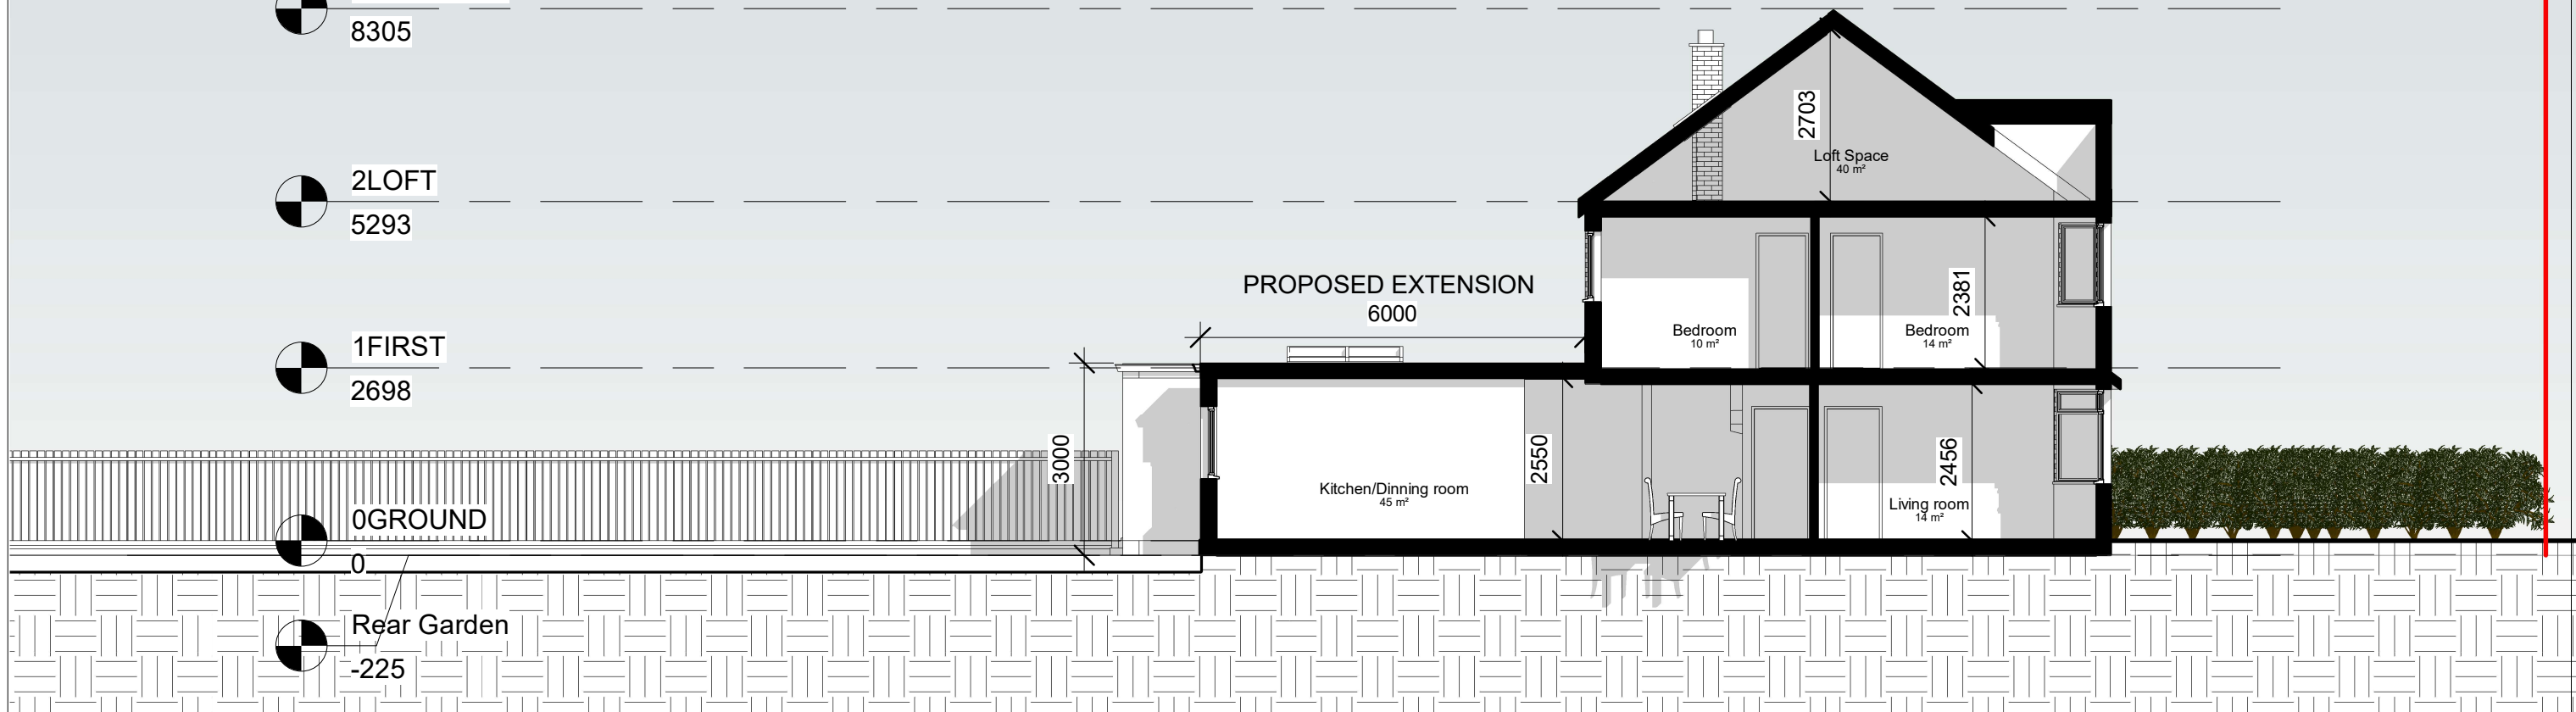 8305
2703
Loft Space
40 m²
2LOFT
5293
PROPOSED EXTENSION
6000
2381
Bedroom
10 m²
Bedroom
14 m²
1FIRST
2698
3000
2550
2456
Kitchen/Dinning room
45 m²
Living room
14 m²
0GROUND
0
Rear Garden
-225